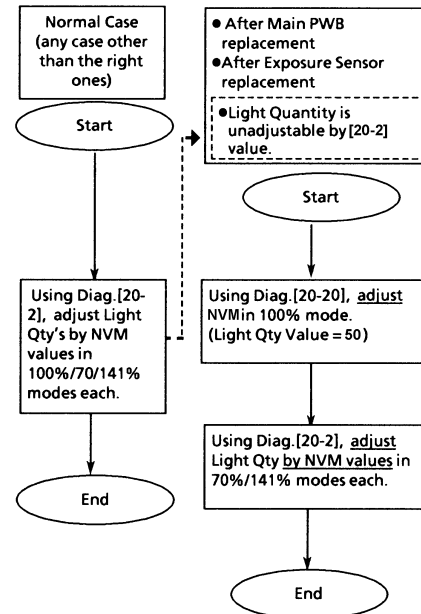 Normal Case
(any case other
than the right
ones)
Start
Using Diag.[20-
2], adjust Light
Qty's by NVM
values in
100%/70/141%
modes each.
End
●After Main PWB
replacement
●After Exposure Sensor
replacement
●Light Quantity is
unadjustable by [20-2]
value.
Start
Using Diag.[20-20], adjust
NVM in 100% mode.
(Light Qty Value = 50)
Using Diag.[20-2], adjust
Light Qty by NVM values in
70%/141% modes each.
End